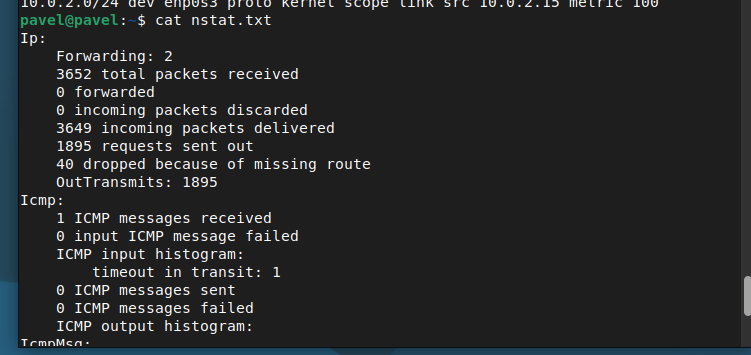 10.0.2.0/24 dev enp0s3 proto kernel scope link src 10.0.2.15 metric 100
pavel@pavel:~$ cat nstat.txt
Ip:
    Forwarding: 2
    3652 total packets received
    0 forwarded
    0 incoming packets discarded
    3649 incoming packets delivered
    1895 requests sent out
    40 dropped because of missing route
    OutTransmits: 1895
Icmp:
    1 ICMP messages received
    0 input ICMP message failed
    ICMP input histogram:
        timeout in transit: 1
    0 ICMP messages sent
    0 ICMP messages failed
    ICMP output histogram:
IcmpMsg: